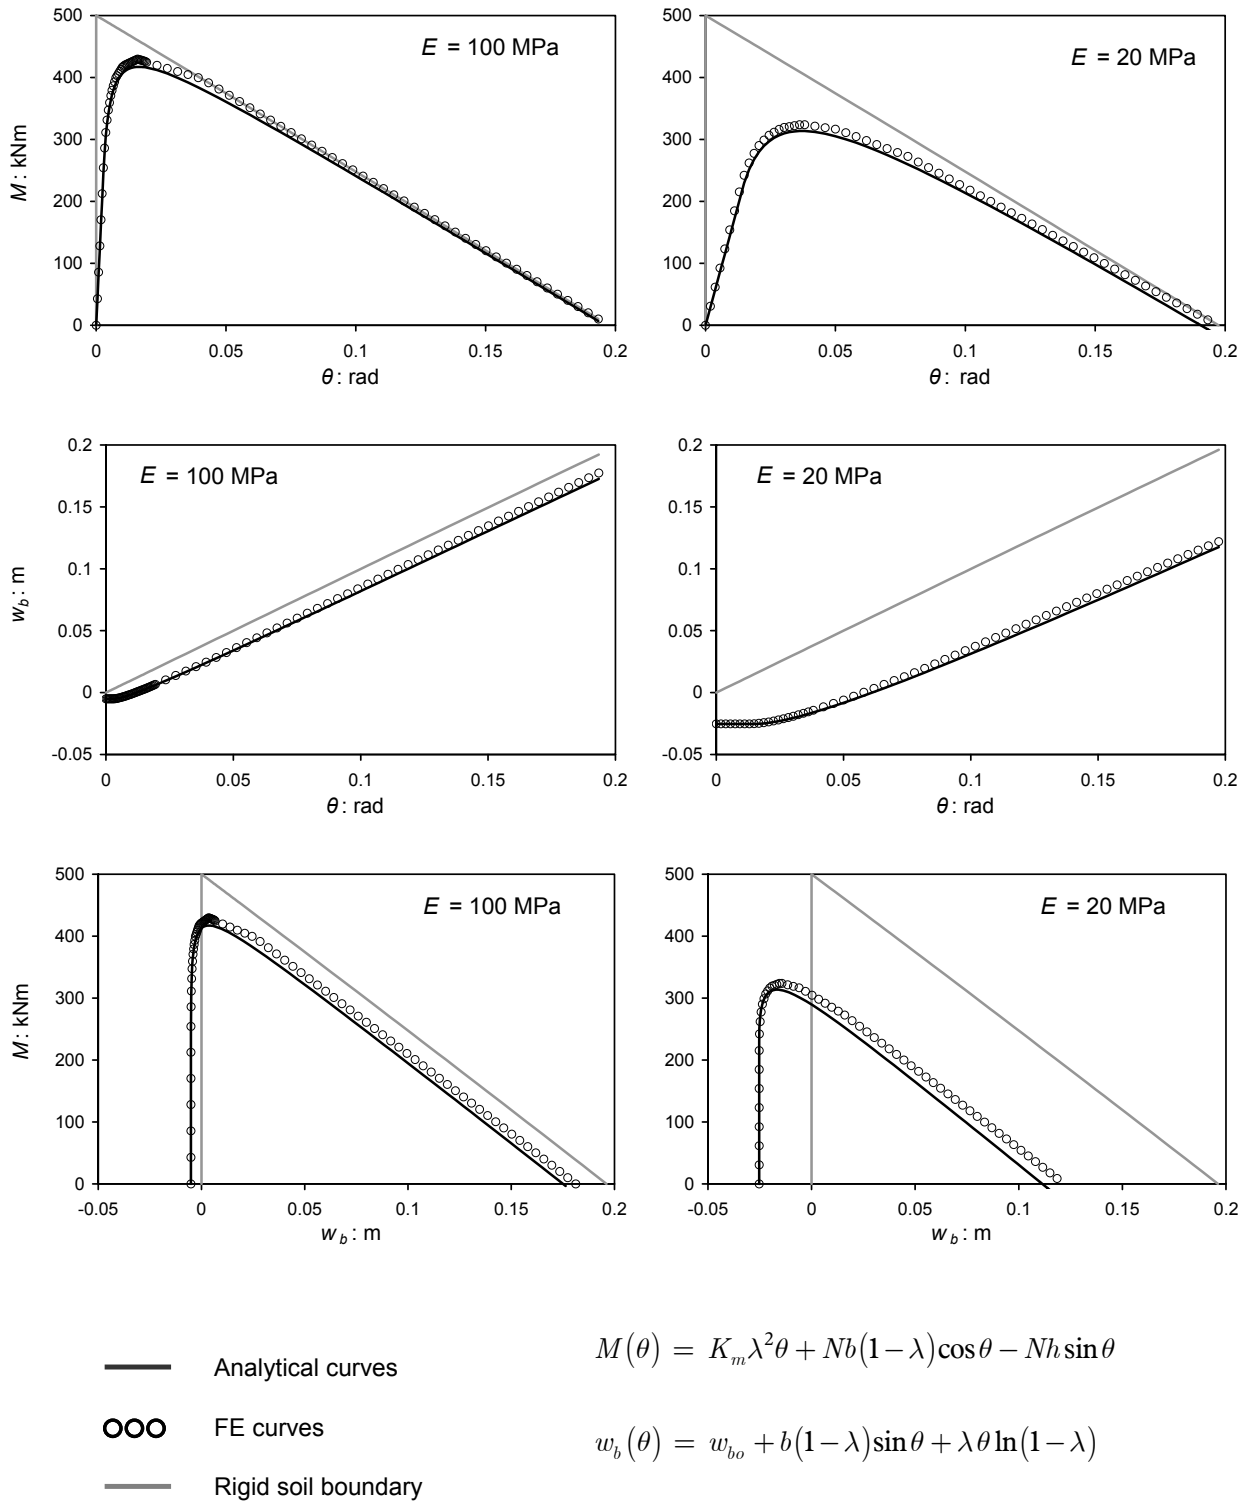 500
400
300
200
100
0
M : kNm
E = 100 MPa
0 0.05 0.1 0.15 0.2
θ : rad
500
400
300
200
100
0
E = 20 MPa
0 0.05 0.1 0.15 0.2
θ : rad
0.2
0.15
0.1
0.05
0
-0.05
w_b : m
E = 100 MPa
0 0.05 0.1 0.15 0.2
θ : rad
0.2
0.15
0.1
0.05
0
-0.05
E = 20 MPa
0 0.05 0.1 0.15 0.2
θ : rad
500
400
300
200
100
0
M : kNm
E = 100 MPa
-0.05 0 0.05 0.1 0.15 0.2
w_b : m
500
400
300
200
100
0
E = 20 MPa
-0.05 0 0.05 0.1 0.15 0.2
w_b : m
Analytical curves
FE curves
Rigid soil boundary
M(θ) = K_m λ²θ + Nb(1−λ)cosθ − Nh sinθ
w_b(θ) = w_bo + b(1−λ)sinθ + λθ ln(1−λ)